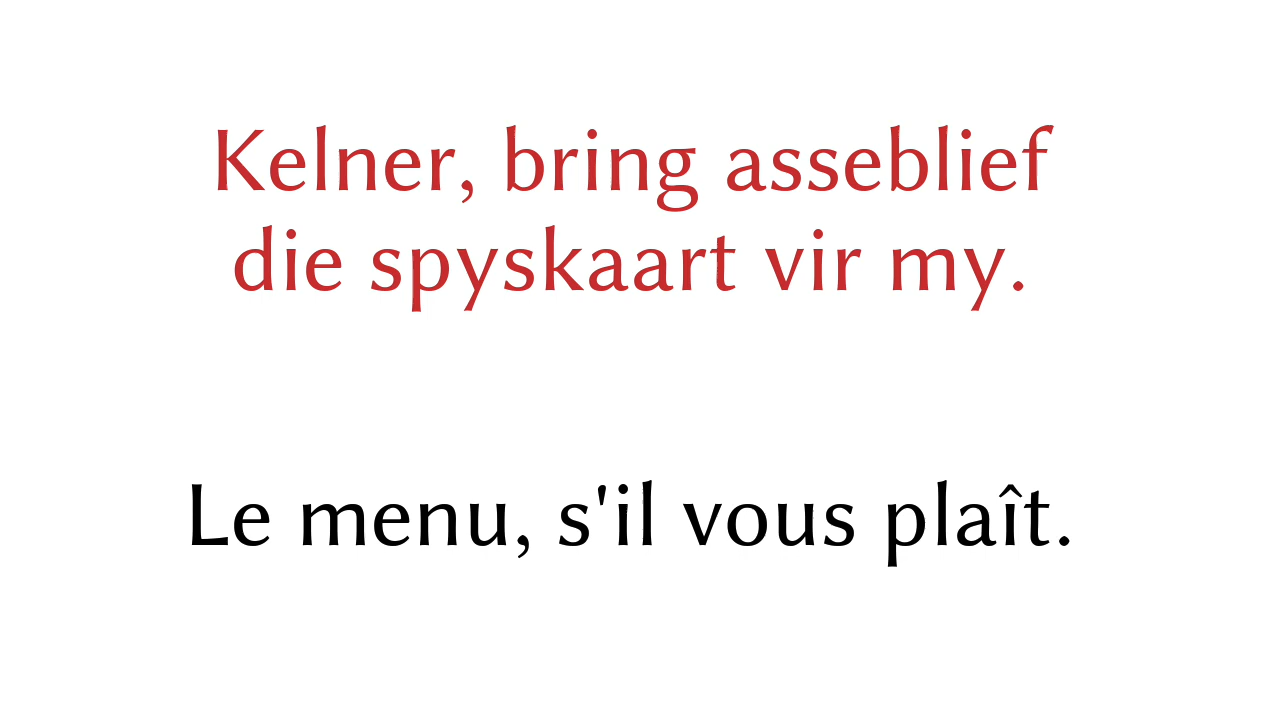 Kelner, bring asseblief
die spyskaart vir my.
Le menu, s'il vous plaît.